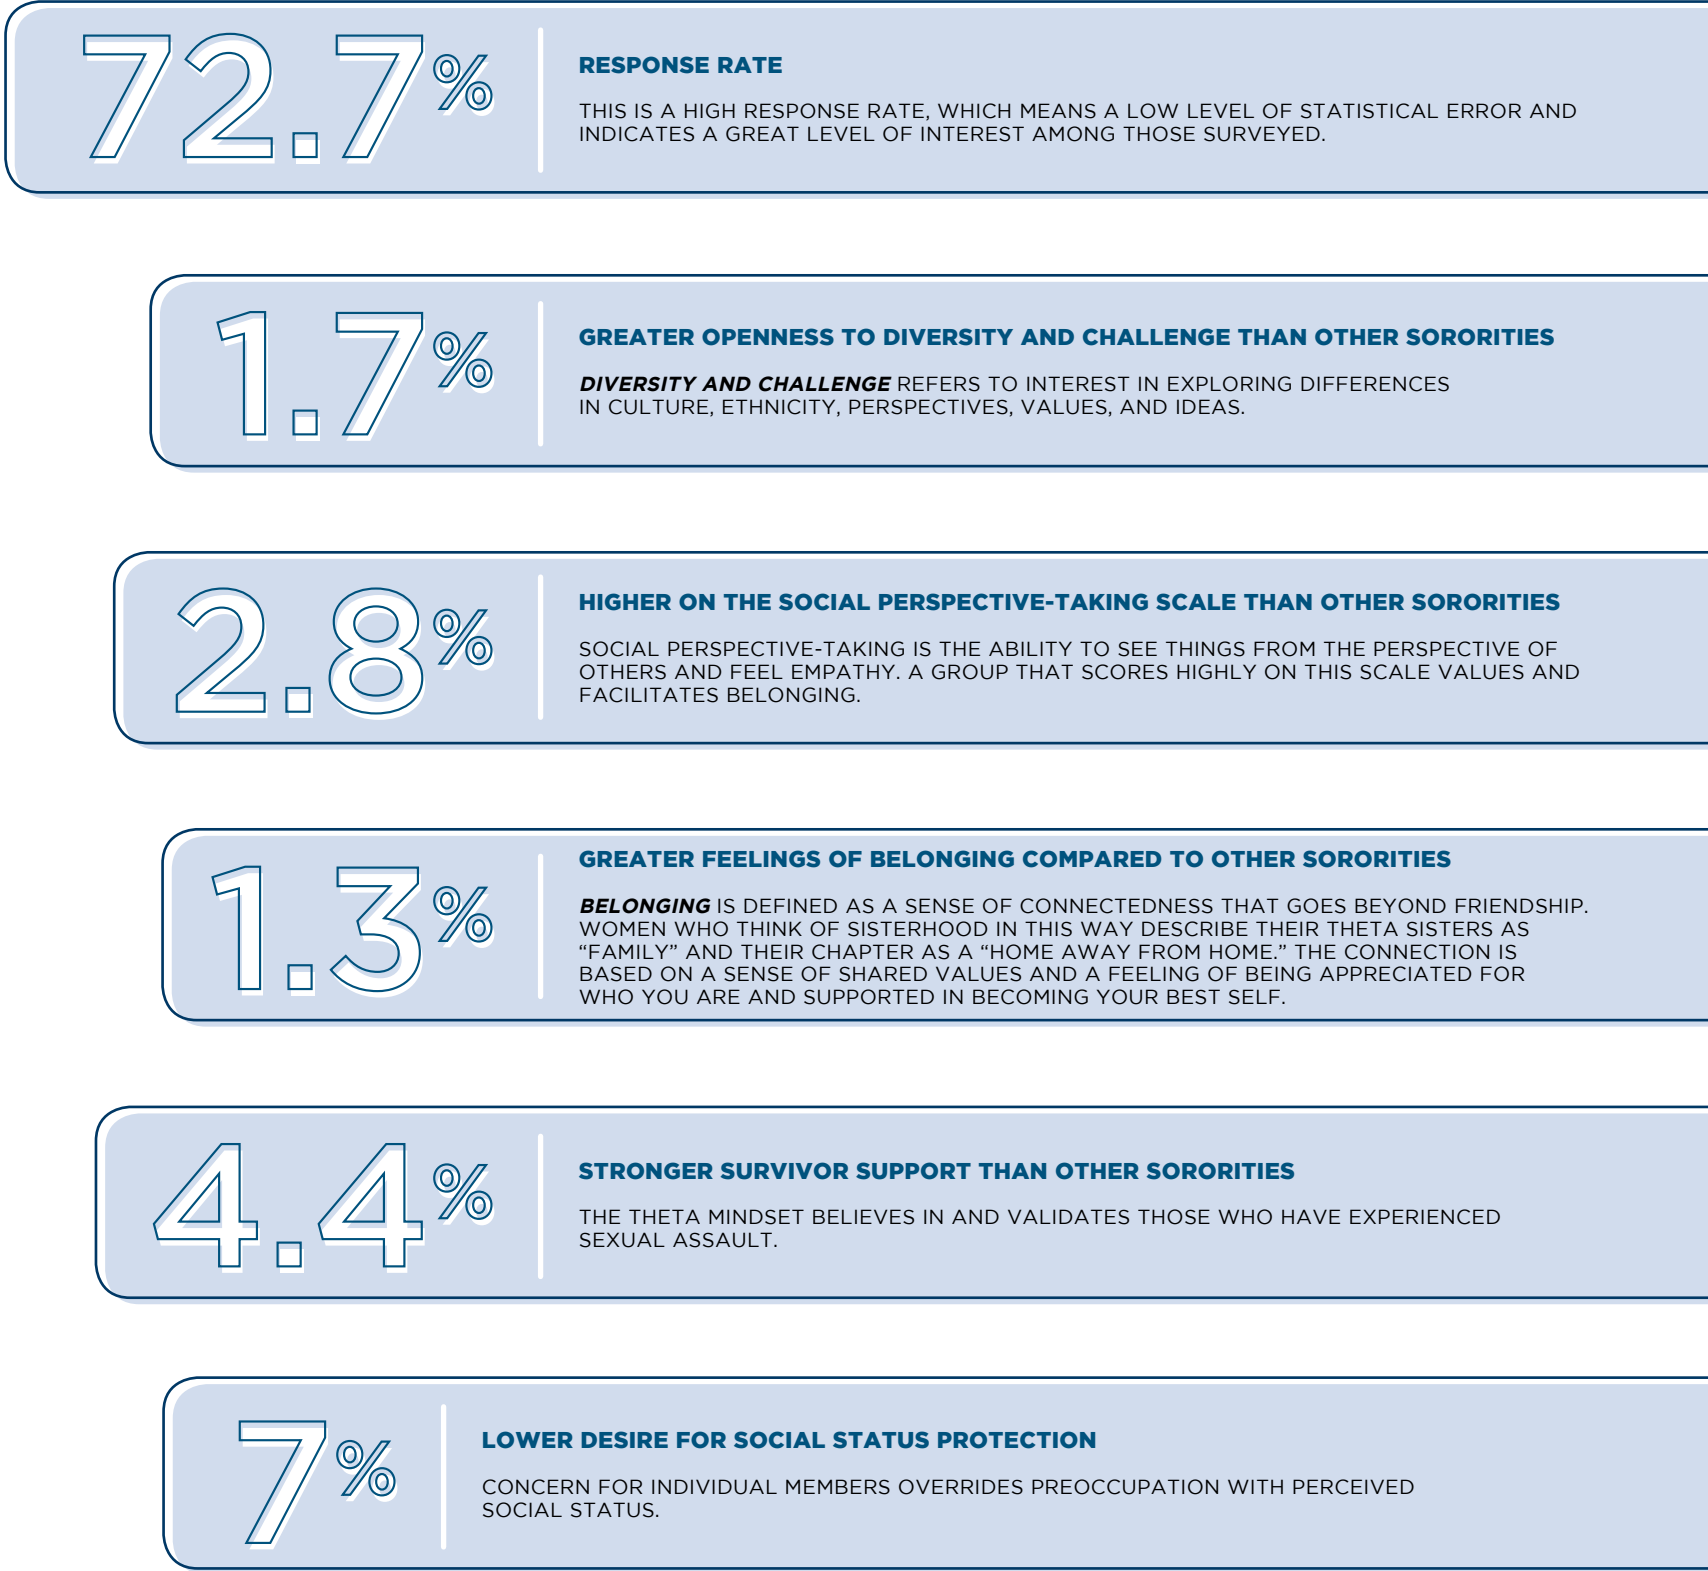 72.7%
RESPONSE RATE
THIS IS A HIGH RESPONSE RATE, WHICH MEANS A LOW LEVEL OF STATISTICAL ERROR AND
INDICATES A GREAT LEVEL OF INTEREST AMONG THOSE SURVEYED.
1.7%
GREATER OPENNESS TO DIVERSITY AND CHALLENGE THAN OTHER SORORITIES
DIVERSITY AND CHALLENGE REFERS TO INTEREST IN EXPLORING DIFFERENCES
IN CULTURE, ETHNICITY, PERSPECTIVES, VALUES, AND IDEAS.
2.8%
HIGHER ON THE SOCIAL PERSPECTIVE-TAKING SCALE THAN OTHER SORORITIES
SOCIAL PERSPECTIVE-TAKING IS THE ABILITY TO SEE THINGS FROM THE PERSPECTIVE OF
OTHERS AND FEEL EMPATHY. A GROUP THAT SCORES HIGHLY ON THIS SCALE VALUES AND
FACILITATES BELONGING.
1.3%
GREATER FEELINGS OF BELONGING COMPARED TO OTHER SORORITIES
BELONGING IS DEFINED AS A SENSE OF CONNECTEDNESS THAT GOES BEYOND FRIENDSHIP.
WOMEN WHO THINK OF SISTERHOOD IN THIS WAY DESCRIBE THEIR THETA SISTERS AS
“FAMILY” AND THEIR CHAPTER AS A “HOME AWAY FROM HOME.” THE CONNECTION IS
BASED ON A SENSE OF SHARED VALUES AND A FEELING OF BEING APPRECIATED FOR
WHO YOU ARE AND SUPPORTED IN BECOMING YOUR BEST SELF.
4.4%
STRONGER SURVIVOR SUPPORT THAN OTHER SORORITIES
THE THETA MINDSET BELIEVES IN AND VALIDATES THOSE WHO HAVE EXPERIENCED
SEXUAL ASSAULT.
7%
LOWER DESIRE FOR SOCIAL STATUS PROTECTION
CONCERN FOR INDIVIDUAL MEMBERS OVERRIDES PREOCCUPATION WITH PERCEIVED
SOCIAL STATUS.